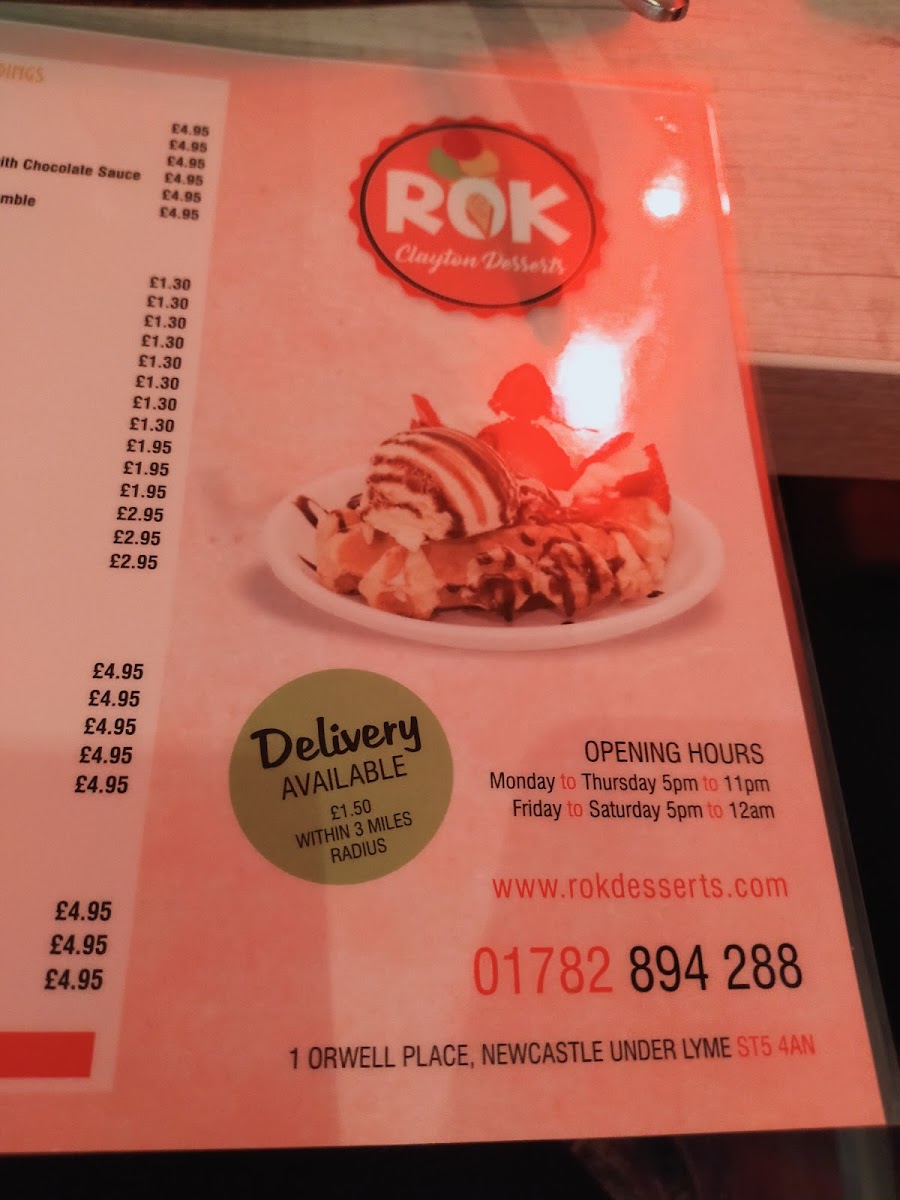 DINGS
£4.95
£4.95
£4.95
ith Chocolate Sauce £4.95
£4.95
mble £4.95
£1.30
£1.30
£1.30
£1.30
£1.30
£1.30
£1.30
£1.30
£1.95
£1.95
£1.95
£2.95
£2.95
£2.95
£4.95
£4.95
£4.95
£4.95
£4.95
£4.95
£4.95
£4.95
ROK
Clayton Desserts
Delivery
AVAILABLE
£1.50
WITHIN 3 MILES
RADIUS
OPENING HOURS
Monday to Thursday 5pm to 11pm
Friday to Saturday 5pm to 12am
www.rokdesserts.com
01782 894 288
1 ORWELL PLACE, NEWCASTLE UNDER LYME ST5 4AN